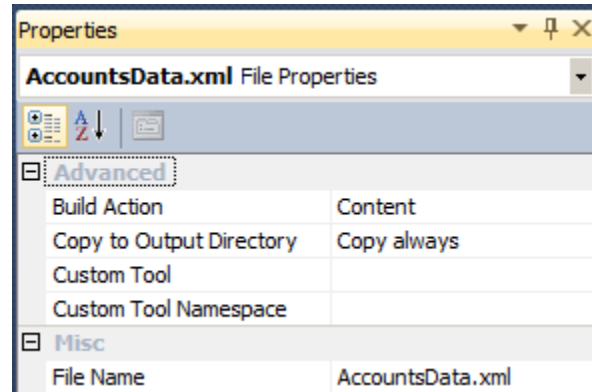 Properties
AccountsData.xml File Properties
A Z
Advanced
Build Action Content
Copy to Output Directory Copy always
Custom Tool
Custom Tool Namespace
Misc
File Name AccountsData.xml